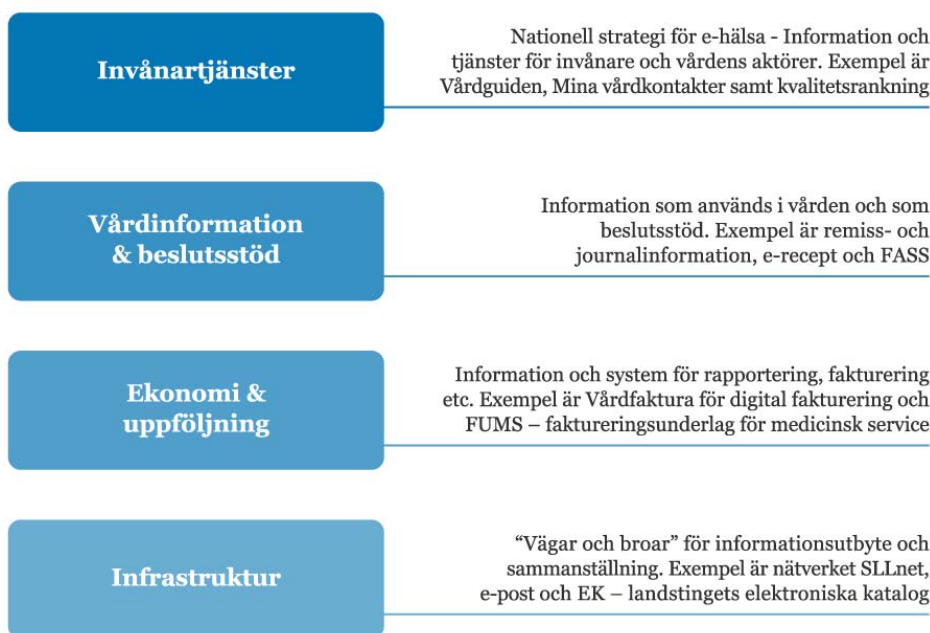 Invånartjänster
Nationell strategi för e-hälsa - Information och
tjänster för invånare och vårdens aktörer. Exempel är
Vårdguiden, Mina vårdkontakter samt kvalitetsrankning
Vårdinformation
& beslutsstöd
Information som används i vården och som
beslutsstöd. Exempel är remiss- och
journalinformation, e-recept och FASS
Ekonomi &
uppföljning
Information och system för rapportering, fakturering
etc. Exempel är Vårdfaktura för digital fakturering och
FUMS – faktureringsunderlag för medicinsk service
Infrastruktur
“Vägar och broar” för informationsutbyte och
sammanställning. Exempel är nätverket SLLnet,
e-post och EK – landstingets elektroniska katalog